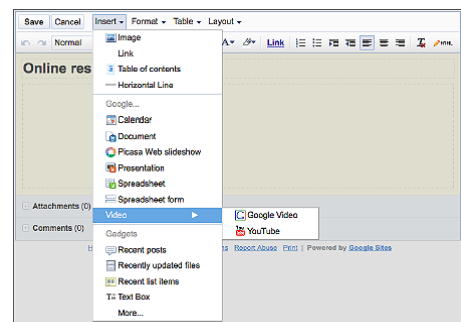 Save Cancel Insert Format Table Layout
Normal A Link HTML
Online res
Image
Link
Table of contents
Horizontal Line
Google...
Calendar
Document
Picasa Web slideshow
Presentation
Spreadsheet
Spreadsheet form
Attachments (0)
Video
Google Video
YouTube
Comments (0)
Gadgets
Recent posts
Report Abuse Print | Powered by Google Sites
Recently updated files
Recent list items
Text Box
More...